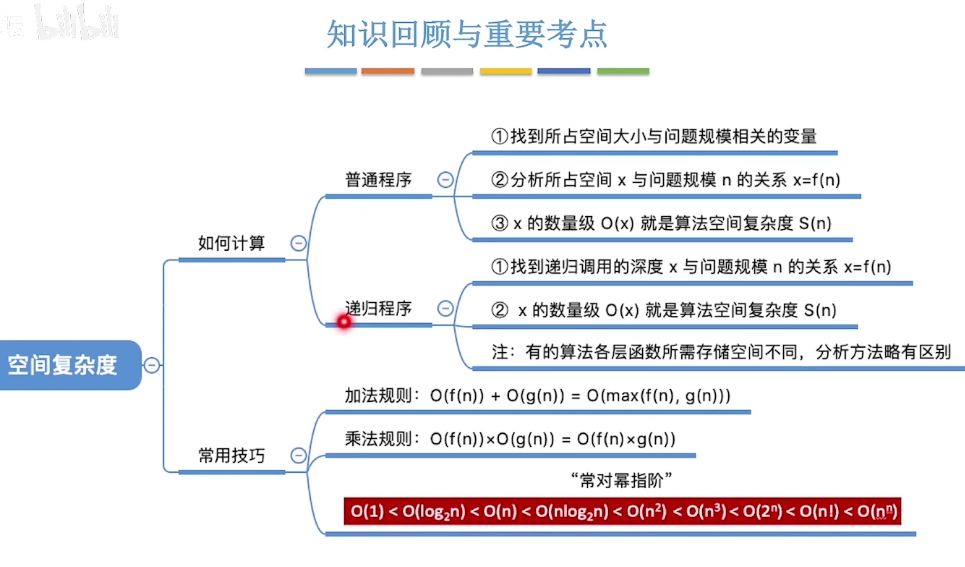 bilibili
知识回顾与重要考点
空间复杂度
如何计算
普通程序
①找到所占空间大小与问题规模相关的变量
②分析所占空间 x 与问题规模 n 的关系 x=f(n)
③ x 的数量级 O(x) 就是算法空间复杂度 S(n)
递归程序
①找到递归调用的深度 x 与问题规模 n 的关系 x=f(n)
② x 的数量级 O(x) 就是算法空间复杂度 S(n)
注：有的算法各层函数所需存储空间不同，分析方法略有区别
常用技巧
加法规则：O(f(n)) + O(g(n)) = O(max(f(n), g(n)))
乘法规则：O(f(n))×O(g(n)) = O(f(n)×g(n))
“常对幂指阶”
O(1) < O(log₂n) < O(n) < O(nlog₂n) < O(n²) < O(n³) < O(2ⁿ) < O(n!) < O(nⁿ)